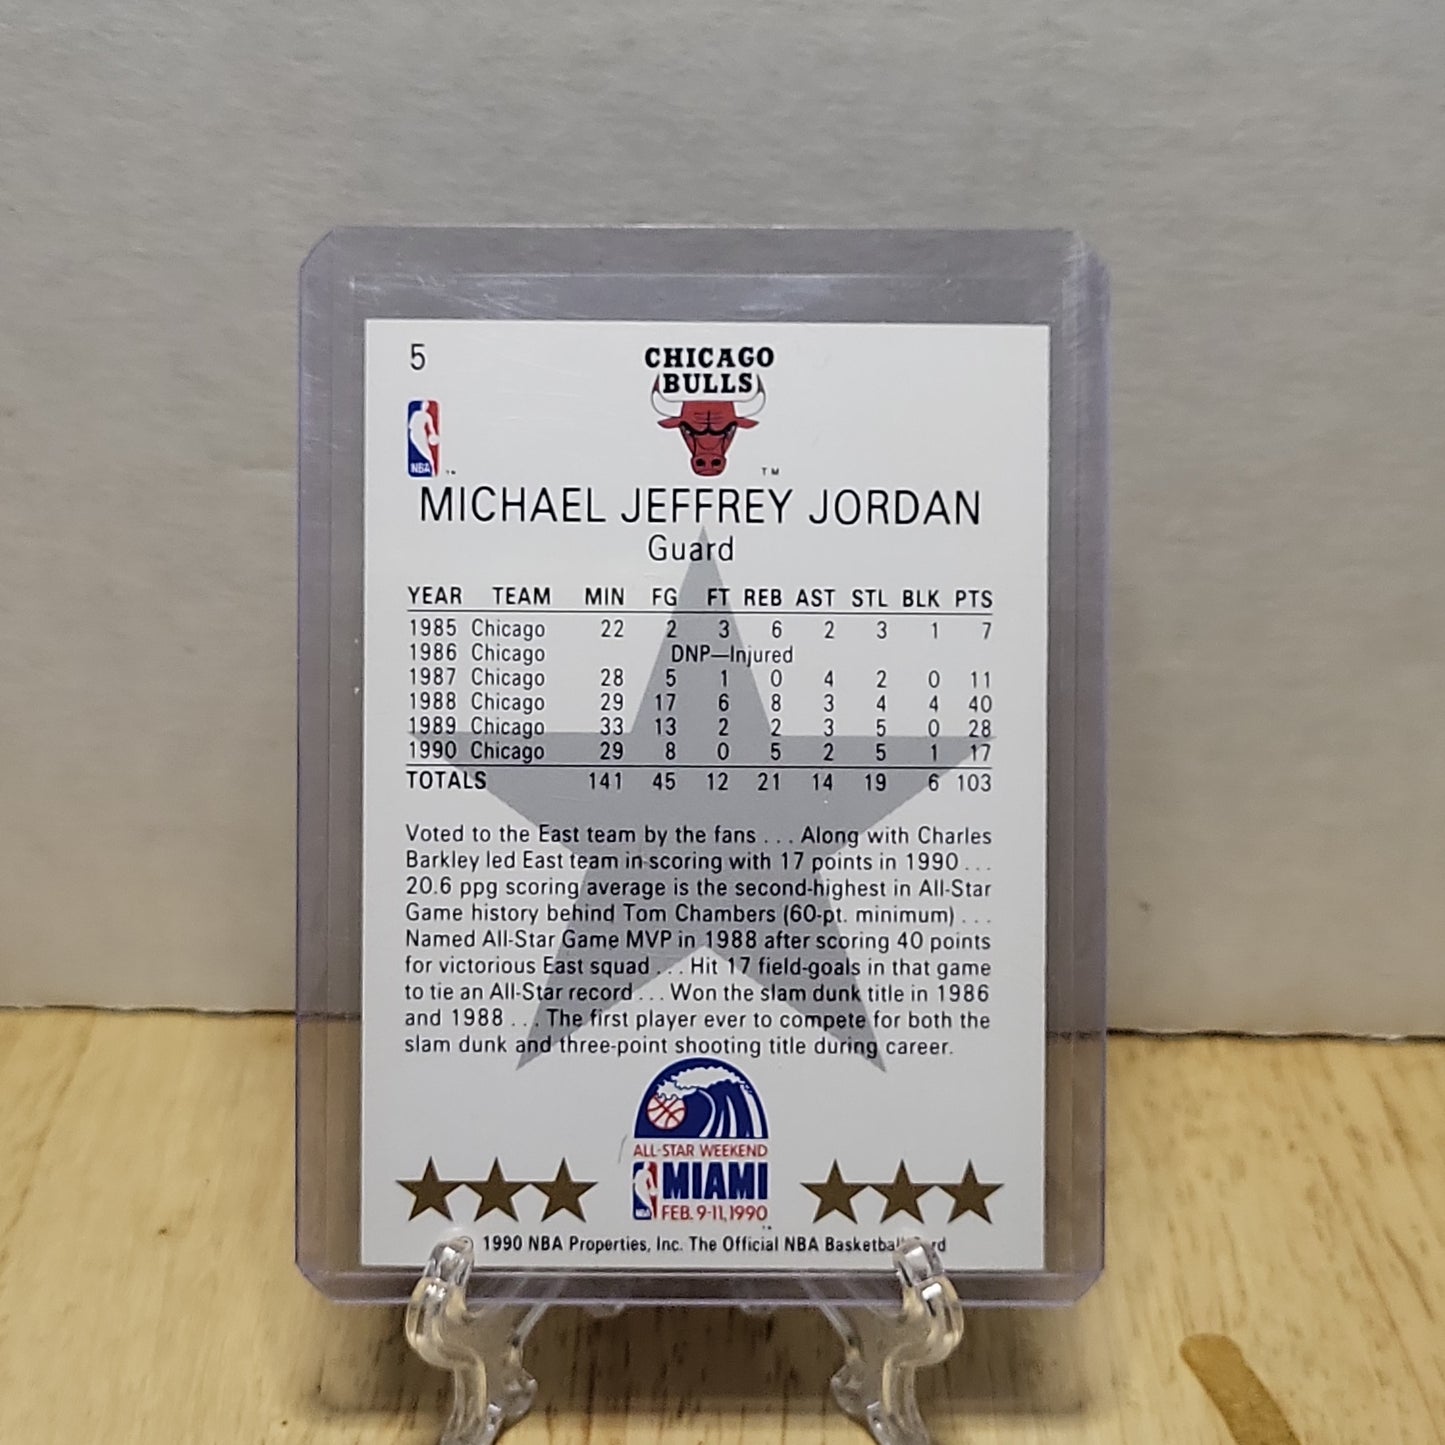 5
CHICAGO
BULLS
NBA ™
TM
MICHAEL JEFFREY JORDAN
Guard
YEAR TEAM MIN FG FT REB AST STL BLK PTS
1985 Chicago 22 2 3 6 2 3 1 7
1986 Chicago DNP—Injured
1987 Chicago 28 5 1 0 4 2 0 11
1988 Chicago 29 17 6 8 3 4 4 40
1989 Chicago 33 13 2 2 3 5 0 28
1990 Chicago 29 8 0 5 2 5 1 17
TOTALS 141 45 12 21 14 19 6 103
Voted to the East team by the fans . . . Along with Charles
Barkley led East team in scoring with 17 points in 1990 . . .
20.6 ppg scoring average is the second-highest in All-Star
Game history behind Tom Chambers (60-pt. minimum) . . .
Named All-Star Game MVP in 1988 after scoring 40 points
for victorious East squad . . . Hit 17 field-goals in that game
to tie an All-Star record . . . Won the slam dunk title in 1986
and 1988 . . . The first player ever to compete for both the
slam dunk and three-point shooting title during career.
ALL-STAR WEEKEND
NBA MIAMI
FEB. 9-11, 1990
™
© 1990 NBA Properties, Inc. The Official NBA